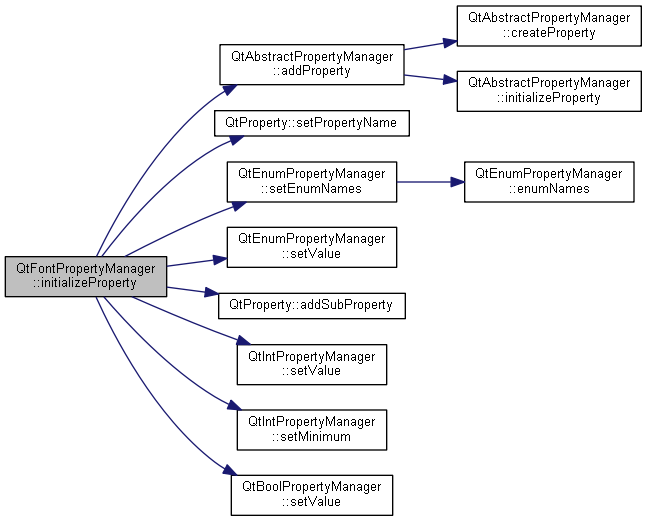 QtFontPropertyManager
::initializeProperty
QtAbstractPropertyManager
::addProperty
QtAbstractPropertyManager
::createProperty
QtAbstractPropertyManager
::initializeProperty
QtProperty::setPropertyName
QtEnumPropertyManager
::setEnumNames
QtEnumPropertyManager
::enumNames
QtEnumPropertyManager
::setValue
QtProperty::addSubProperty
QtIntPropertyManager
::setValue
QtIntPropertyManager
::setMinimum
QtBoolPropertyManager
::setValue